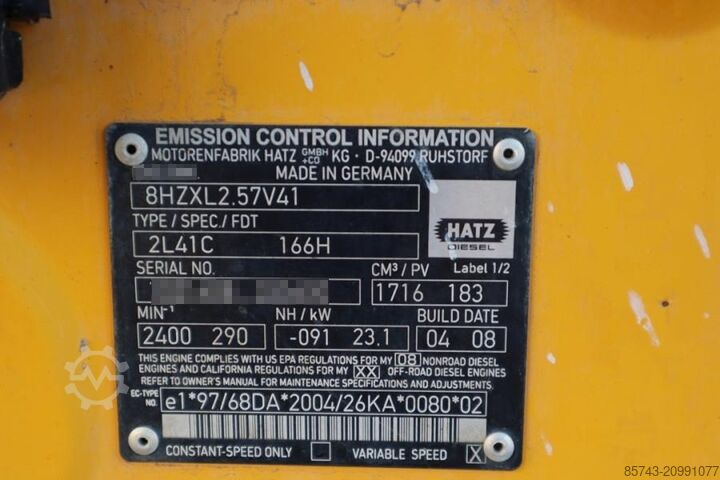 EMISSION CONTROL INFORMATION
MOTORENFABRIK HATZ GMBH +CO KG · D-94099 RUHSTORF
MADE IN GERMANY
8HZXL2.57V41
TYPE / SPEC./ FDT
2L41C 166H
HATZ
DIESEL
SERIAL NO. CM³ / PV Label 1/2
1716 183
MIN⁻¹ NH / kW BUILD DATE
2400 290 -091 23.1 04 08
THIS ENGINE COMPLIES WITH US EPA REGULATIONS FOR MY 08 NONROAD DIESEL
ENGINES AND CALIFORNIA REGULATIONS FOR MY XX OFF-ROAD DIESEL ENGINES
REFER TO OWNER'S MANUAL FOR MAINTENANCE SPECIFICATIONS AND ADJUSTMENTS.
EC-TYPE NO. e1*97/68DA*2004/26KA*0080*02
CONSTANT-SPEED ONLY VARIABLE SPEED X
85743-20991077